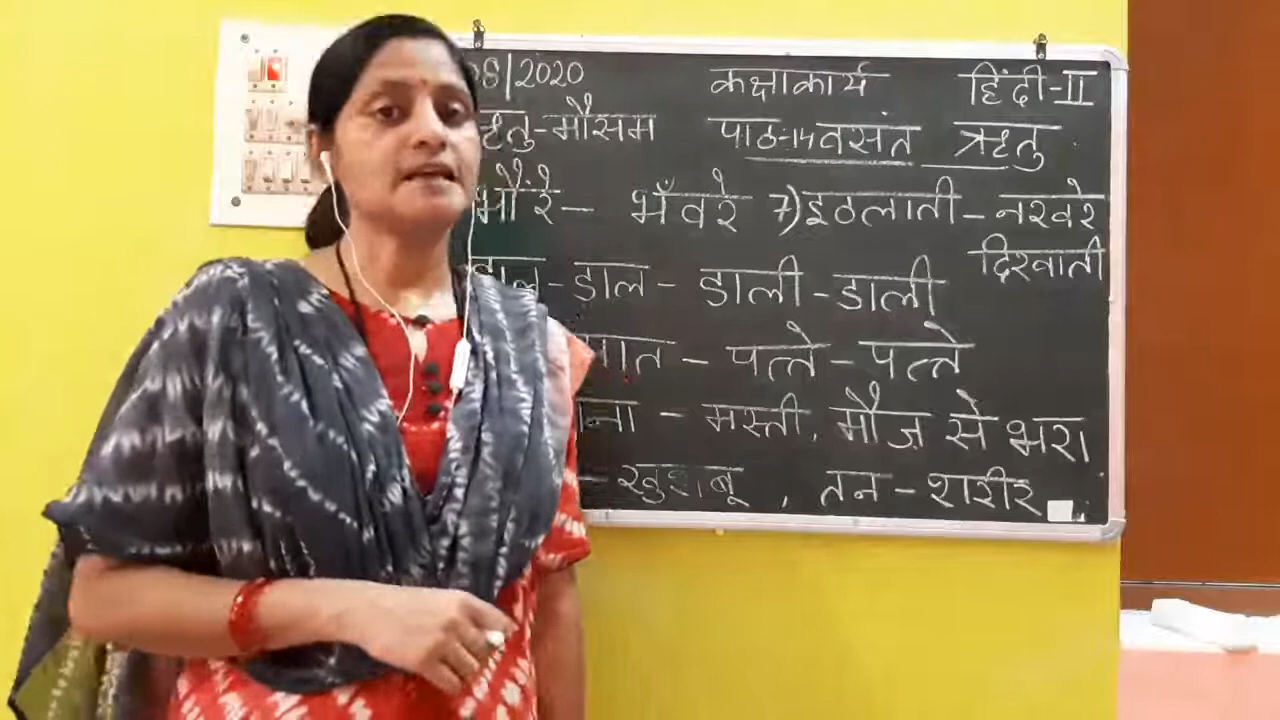 08/2020 कक्षाकार्य हिंदी-II
ऋतु-मौसम पाठ-14 वसंत ऋतु
भौंरे - भँवरे 7) इठलाती - नखरे
दिखाती
डाल-डाल - डाली-डाली
पात - पत्ते - पत्ते
मस्ती, मौज से भरा
- खुशबू, तन - शरीर